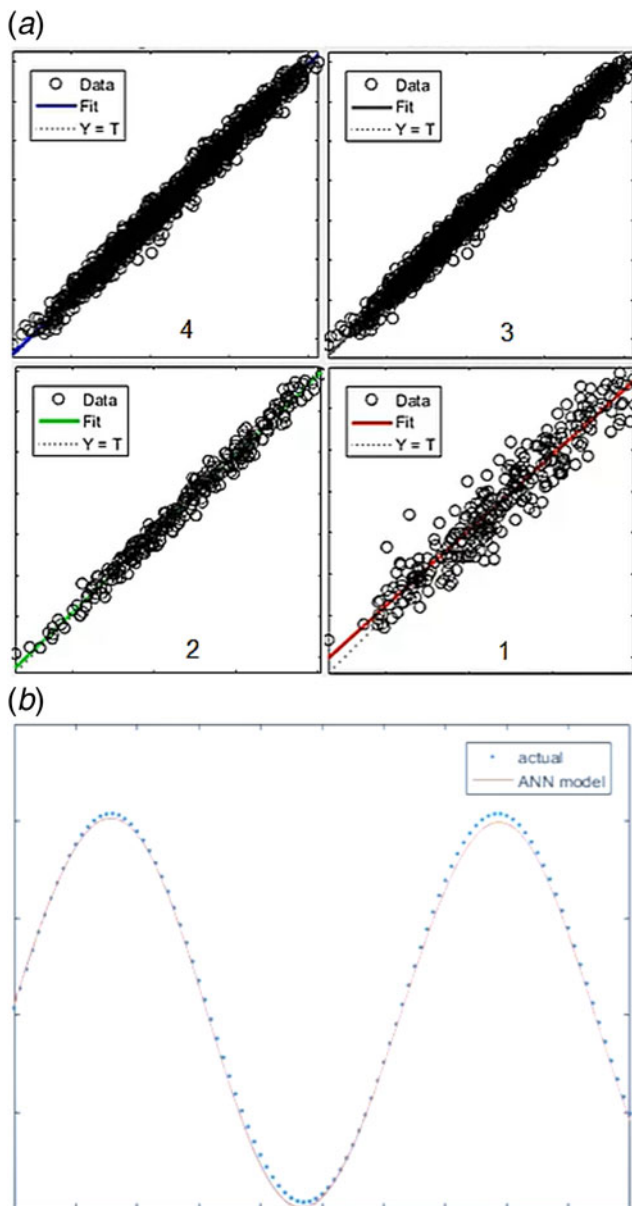 (a)
Data
Fit
Y = T
4
Data
Fit
Y = T
3
Data
Fit
Y = T
2
Data
Fit
Y = T
1
(b)
actual
ANN model